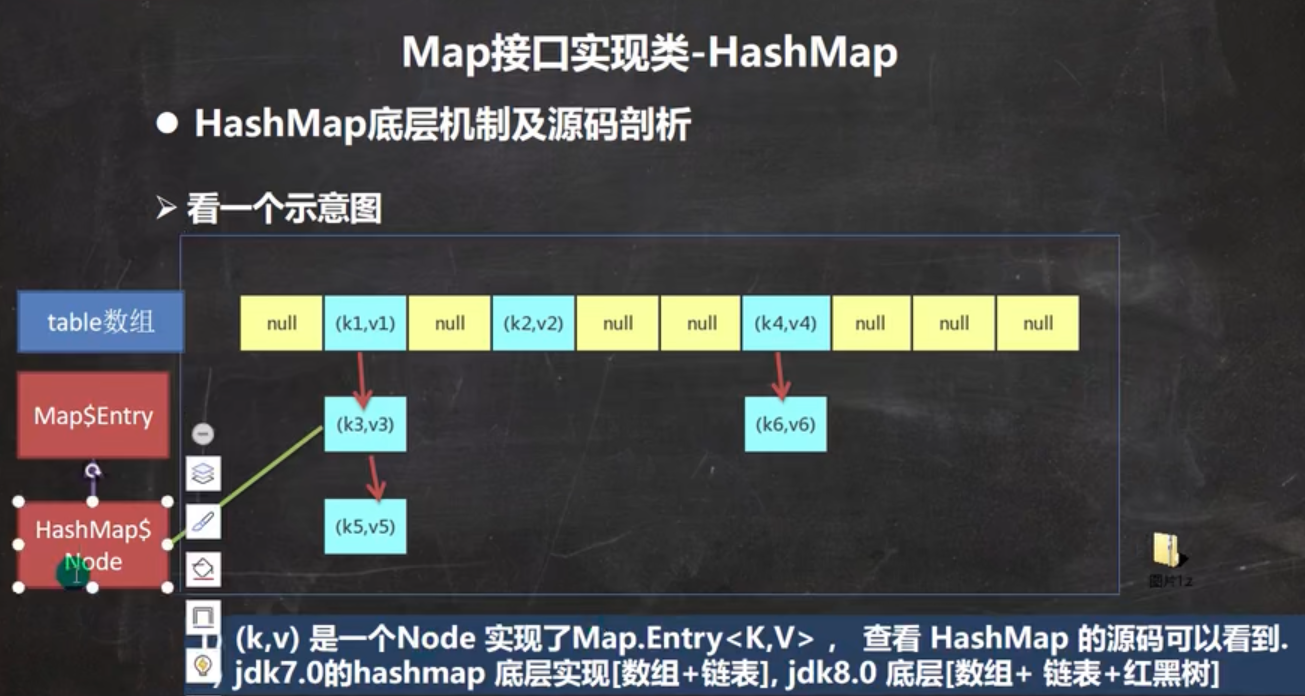 Map接口实现类-HashMap
● HashMap底层机制及源码剖析
➢ 看一个示意图
table数组
null (k1,v1) null (k2,v2) null null (k4,v4) null null null
Map$Entry
(k3,v3) (k6,v6)
HashMap$
Node
(k5,v5)
图片12
(k,v) 是一个Node 实现了Map.Entry<K,V> ， 查看 HashMap 的源码可以看到.
jdk7.0的hashmap 底层实现[数组+链表], jdk8.0 底层[数组+ 链表+红黑树]